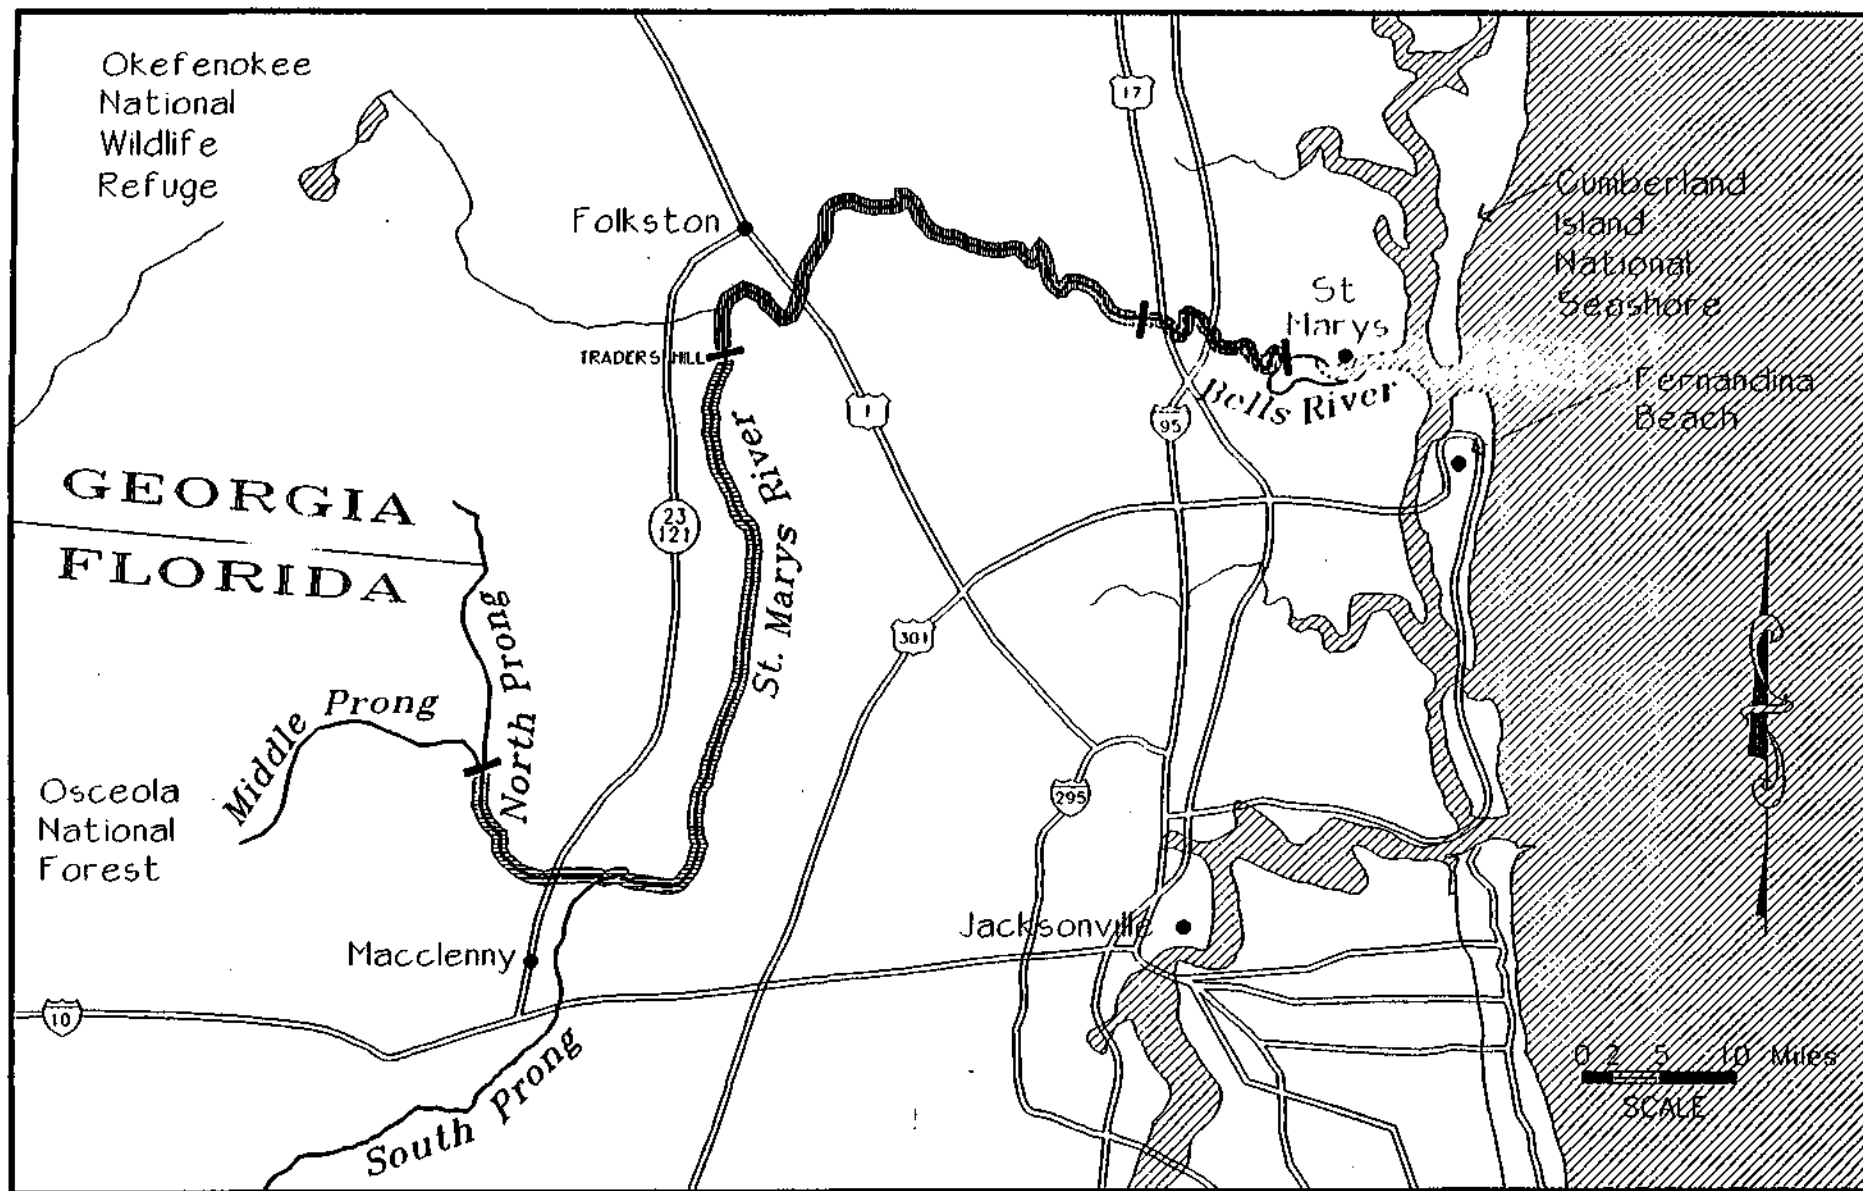 Okefenokee
National
Wildlife
Refuge
17
Folkston
Cumberland
Island
National
Seashore
St
Marys
TRADERS HILL
Fernandina
Beach
Bells River
1
95
GEORGIA
FLORIDA
23
121
St. Marys River
301
North Prong
Middle Prong
Osceola
National
Forest
295
Jacksonville
Macclenny
10
South Prong
0 2 5 10 Miles
SCALE